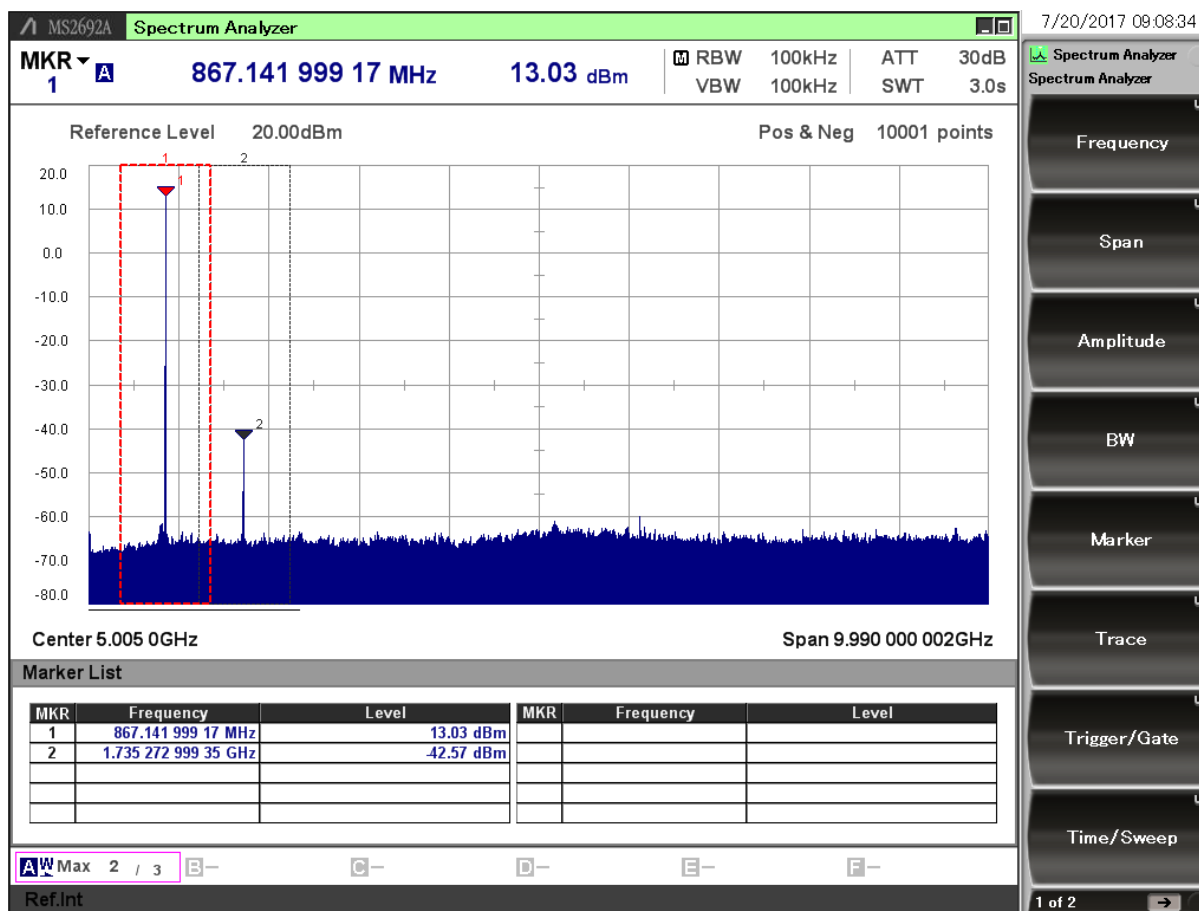 MS2692A Spectrum Analyzer
7/20/2017 09:08:34
MKR
1
A
867.141 999 17 MHz
13.03 dBm
M RBW 100kHz
VBW 100kHz
ATT 30dB
SWT 3.0s
Reference Level 20.00dBm
Pos & Neg 10001 points
1
2
20.0
1
10.0
0.0
-10.0
-20.0
-30.0
-40.0
2
-50.0
-60.0
-70.0
-80.0
Center 5.005 0GHz
Span 9.990 000 002GHz
Marker List
MKR Frequency Level MKR Frequency Level
1 867.141 999 17 MHz 13.03 dBm
2 1.735 272 999 35 GHz -42.57 dBm
A W Max 2 / 3
B-
C-
D-
E-
F-
Ref.Int
Spectrum Analyzer
Spectrum Analyzer
Frequency
Span
Amplitude
BW
Marker
Trace
Trigger/Gate
Time/Sweep
1 of 2